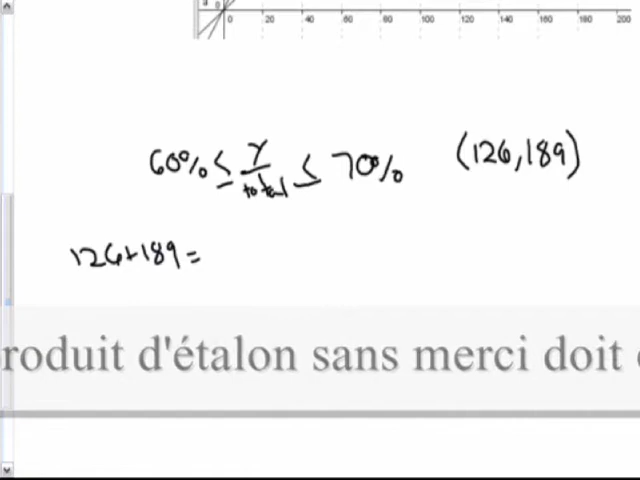 0 20 40 60 80 100 120 140 160 180 200
60% ≤ Y/total ≤ 70% (126,189)
126+189=
roduit d'étalon sans merci doit